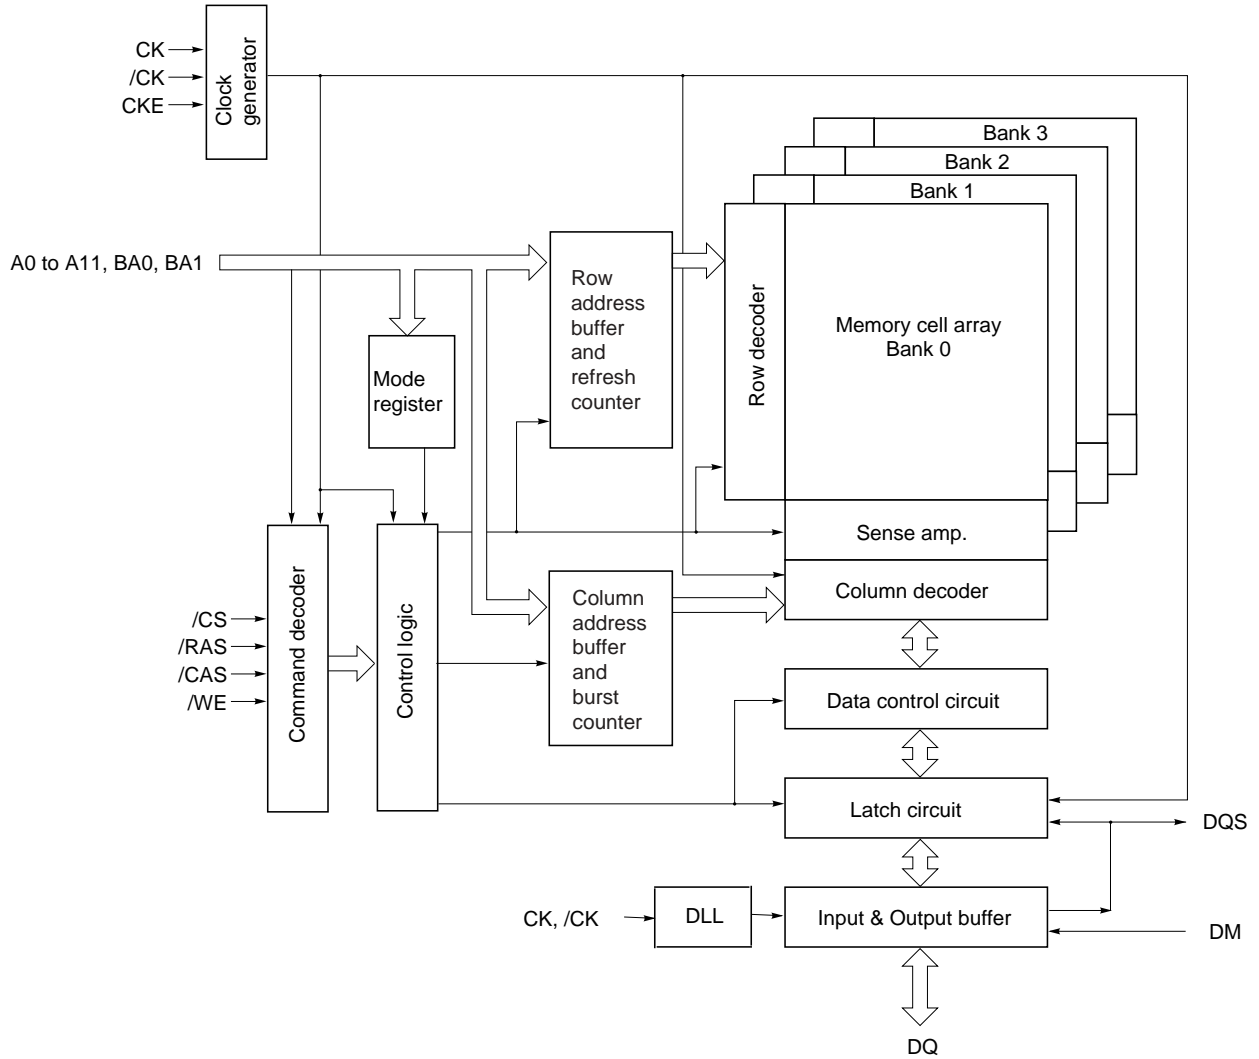 CK
/CK
CKE
Clock
generator
Bank 3
Bank 2
Bank 1
A0 to A11, BA0, BA1
Row
address
buffer
and
refresh
counter
Row decoder
Memory cell array
Bank 0
Mode
register
Sense amp.
Column decoder
/CS
/RAS
/CAS
/WE
Command decoder
Control logic
Column
address
buffer
and
burst
counter
Data control circuit
Latch circuit
DQS
CK, /CK
DLL
Input & Output buffer
DM
DQ